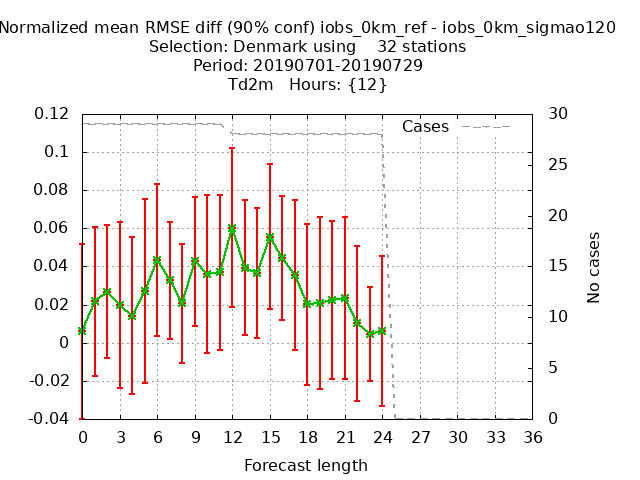 Normalized mean RMSE diff (90% conf) iobs_0km_ref - iobs_0km_sigmao120
Selection: Denmark using    32 stations
Period: 20190701-20190729
Td2m   Hours: {12}
Cases
0.12
0.1
0.08
0.06
0.04
0.02
0
-0.02
-0.04
30
25
20
15
10
5
0
No cases
0 3 6 9 12 15 18 21 24 27 30 33 36
Forecast length